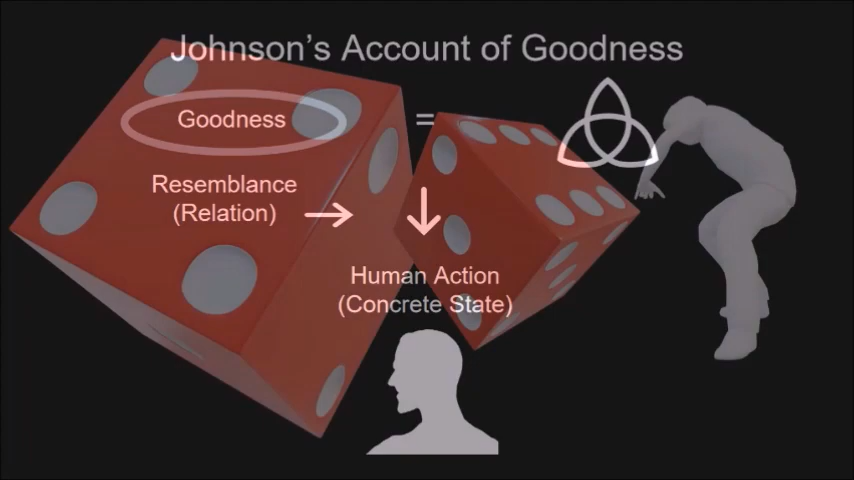 Johnson's Account of Goodness
Goodness =
Resemblance
(Relation)
Human Action
(Concrete State)